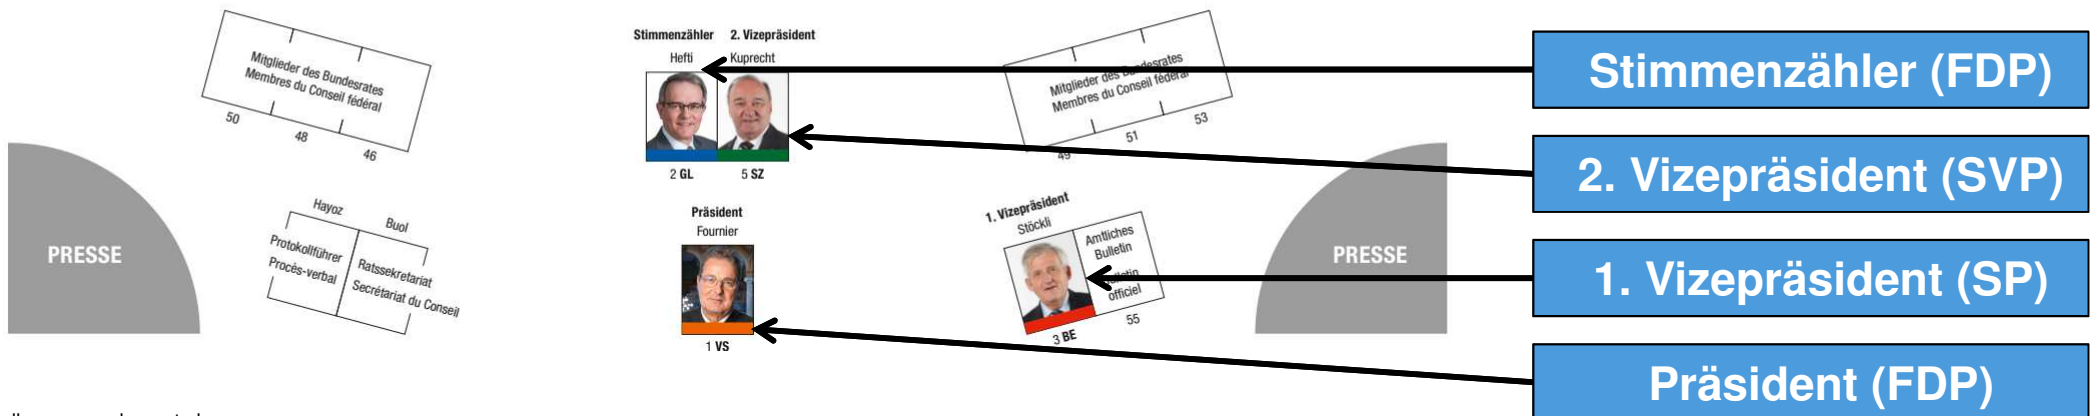 Mitglieder des Bundesrates
Membres du Conseil fédéral
50
48
46
PRESSE
Hayoz
Buol
Protokollführer
Procès-verbal
Ratssekretariat
Secrétariat du Conseil
Stimmenzähler
2. Vizepräsident
Hefti
Kuprecht
2 GL
5 SZ
Präsident
Fournier
1 VS
Mitglieder des Bundesrates
Membres du Conseil fédéral
49
51
53
1. Vizepräsident
Stöckli
Amtliches
Bulletin
Bulletin
officiel
3 BE
55
PRESSE
Stimmenzähler (FDP)
2. Vizepräsident (SVP)
1. Vizepräsident (SP)
Präsident (FDP)